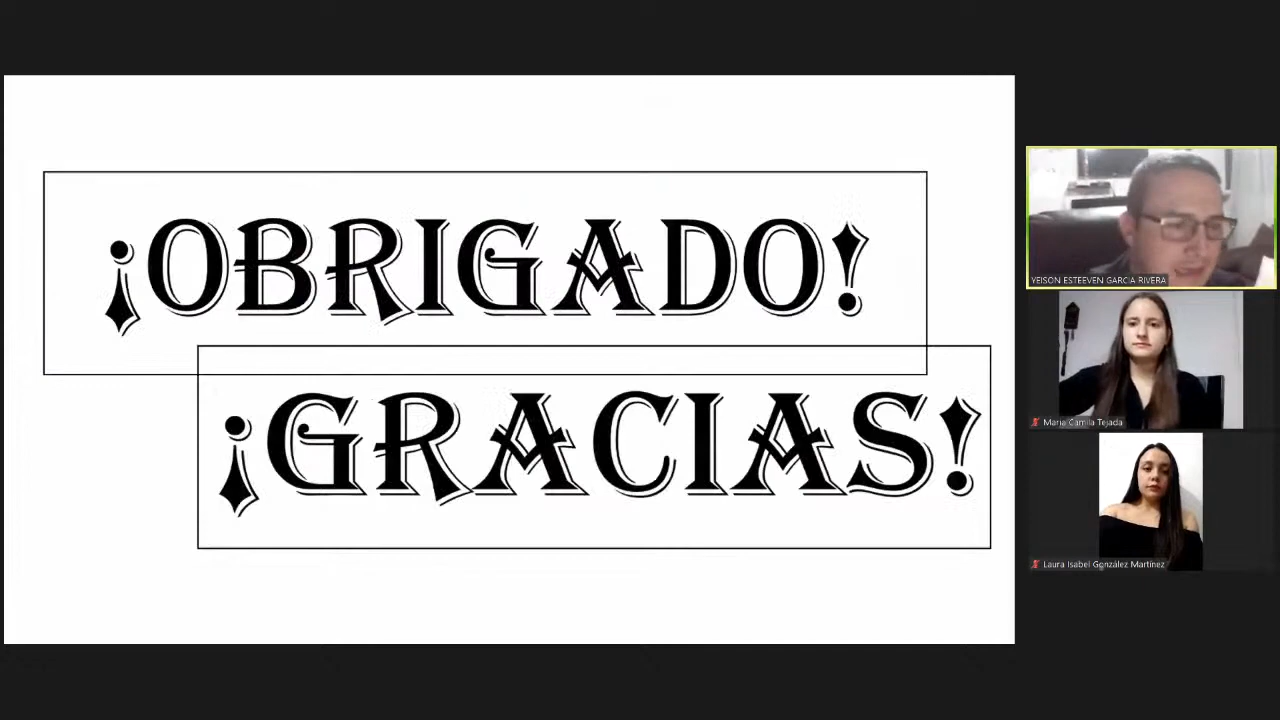 ¡OBRIGADO!
¡GRACIAS!
YEISON ESTEEVEN GARCIA RIVERA
Maria Camila Tejada
Laura Isabel González Martínez